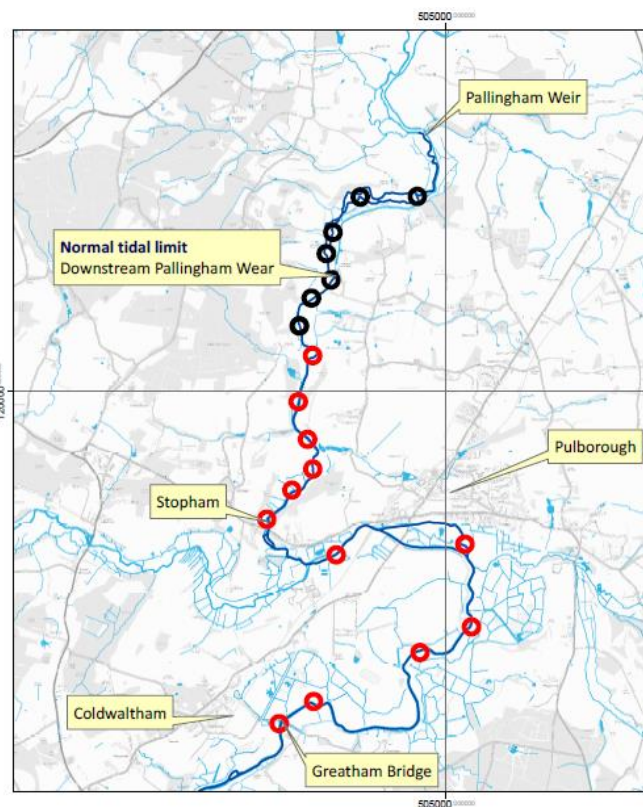 505000
Pallingham Weir
Normal tidal limit
Downstream Pallingham Wear
Pulborough
Stopham
Coldwaltham
Greatham Bridge
505000